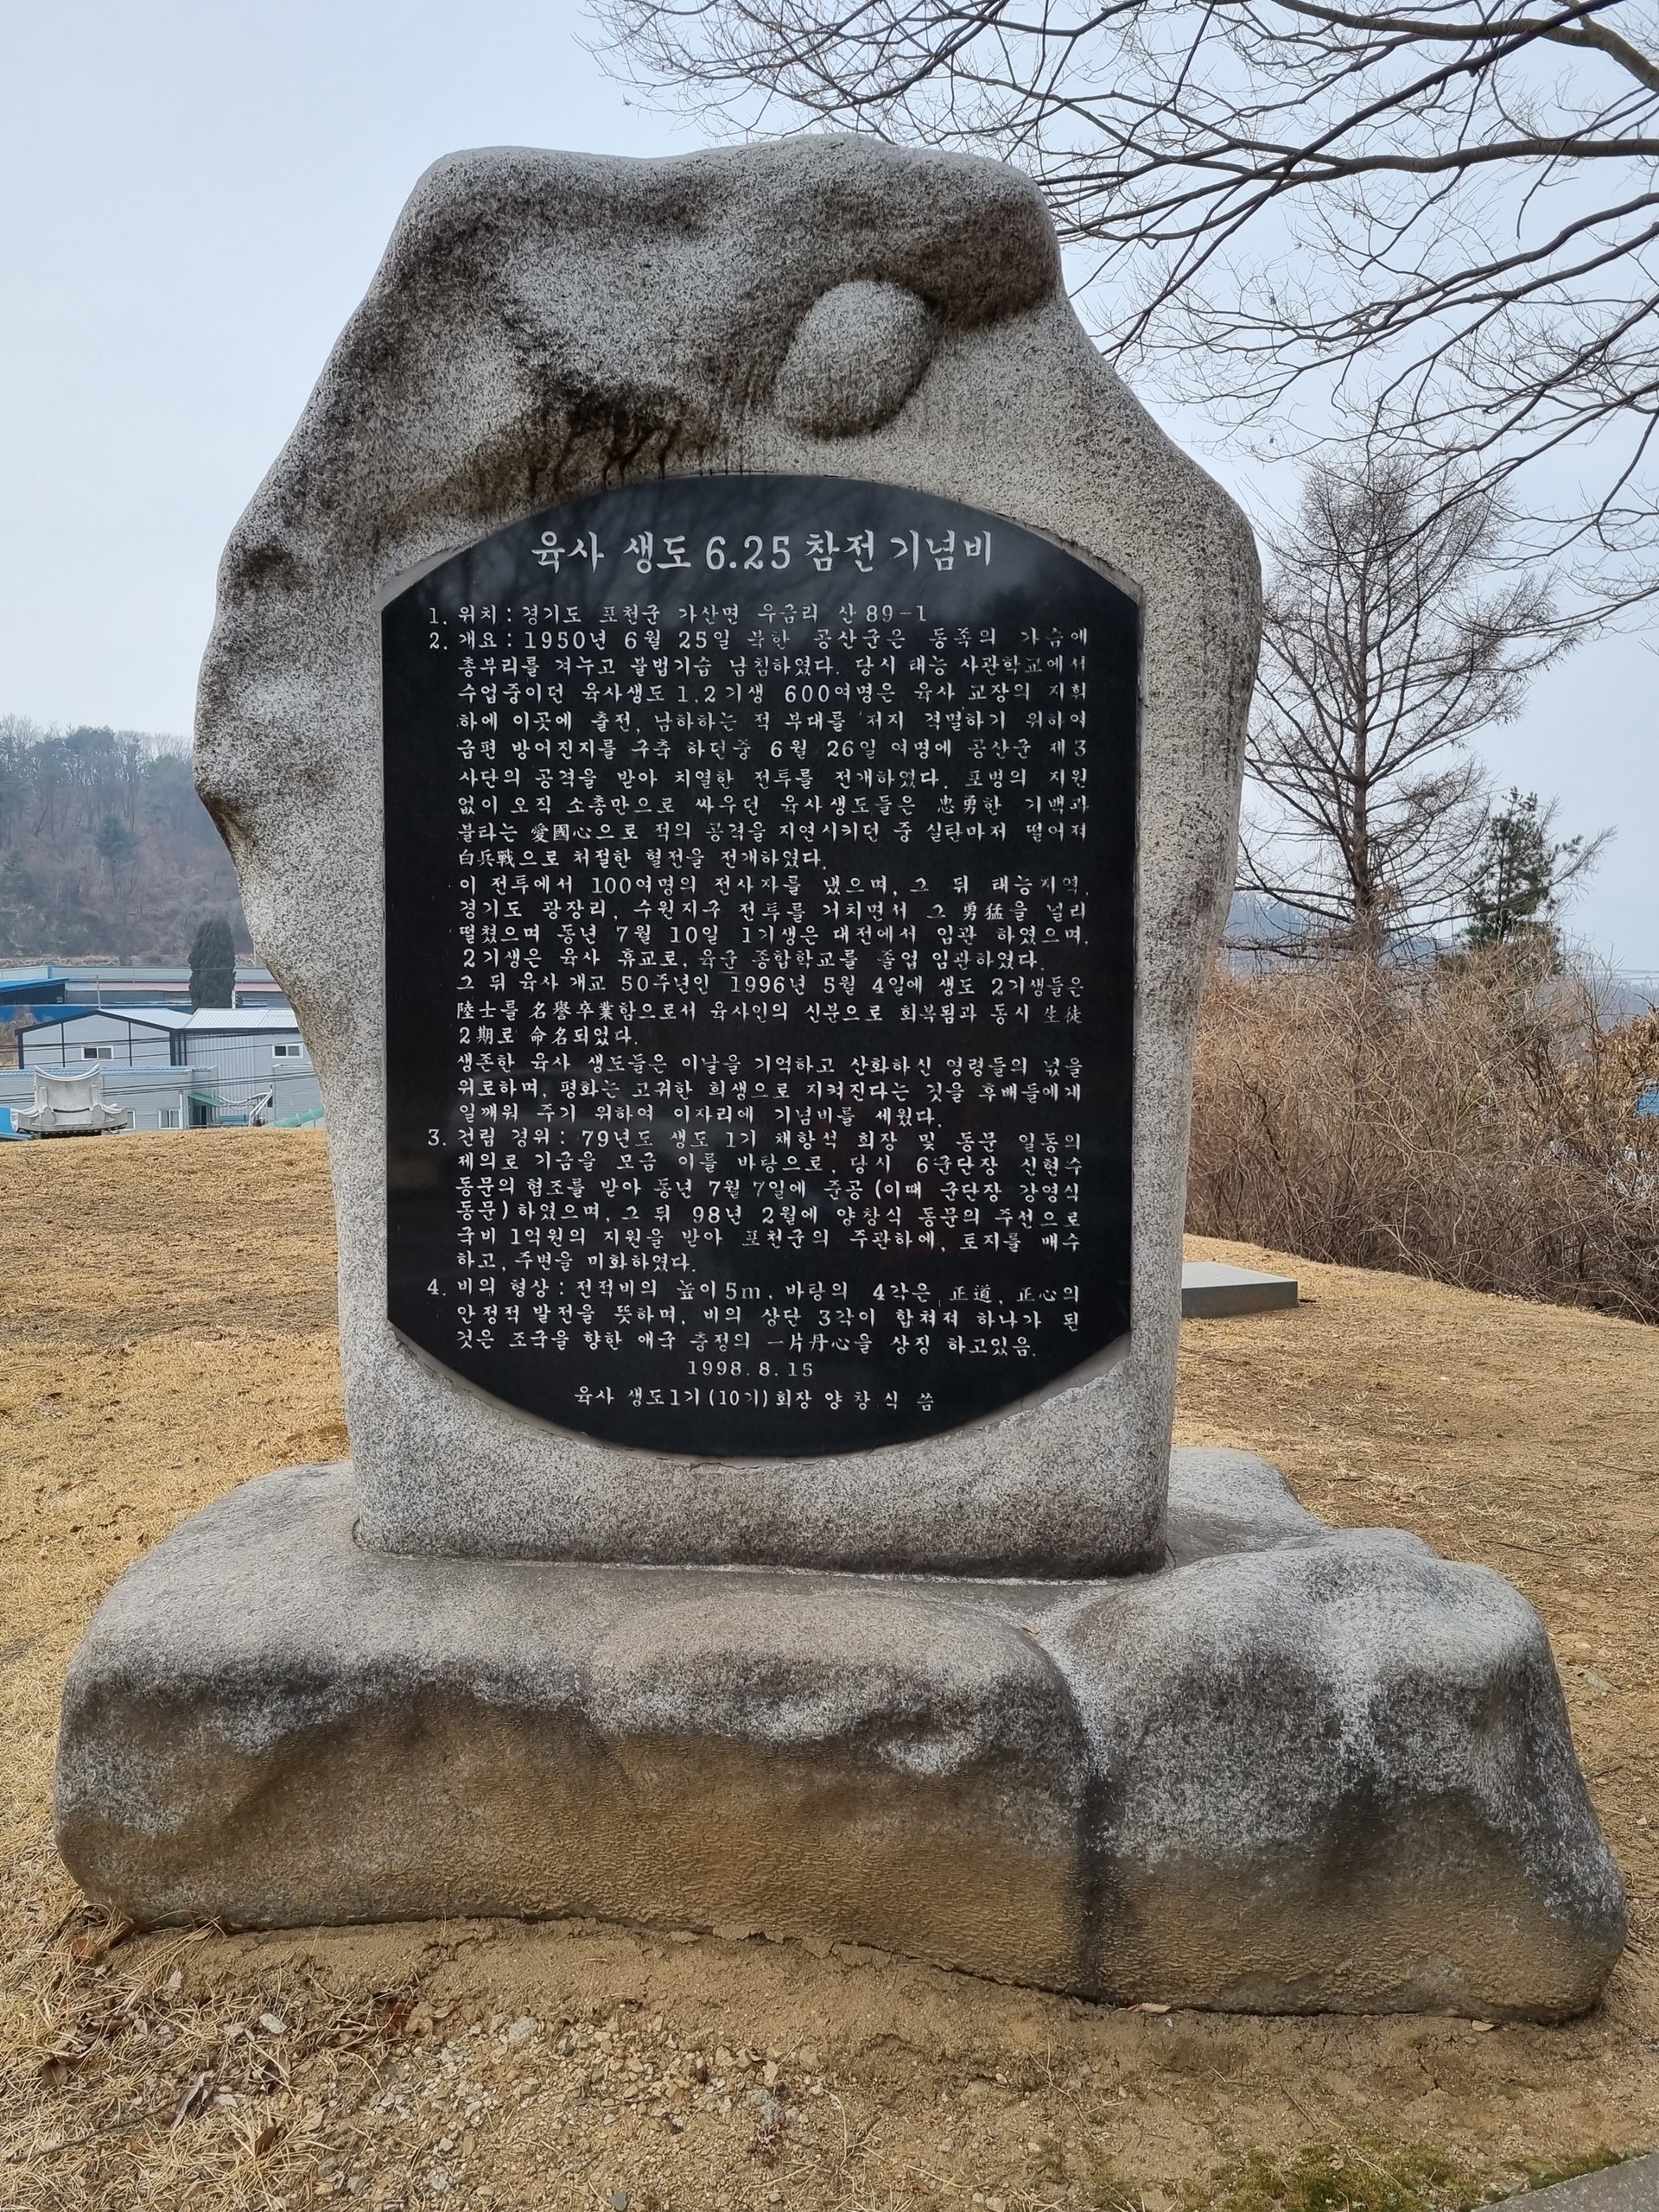 육사 생도 6.25 참전 기념비
1. 위치 : 경기도 포천군 가산면 우금리 산 89-1
2. 개요 : 1950년 6월 25일 북한 공산군은 동족의 가슴에
총부리를 겨누고 불법기습 남침하였다. 당시 태능 사관학교에서
수업중이던 육사생도 1.2기생 600여명은 육사 교장의 지휘
하에 이곳에 출전, 남하하는 적 부대를 저지 격멸하기 위하여
급편 방어진지를 구축 하던중 6월 26일 여명에 공산군 제3
사단의 공격을 받아 치열한 전투를 전개하였다. 포병의 지원
없이 오직 소총만으로 싸우던 육사생도들은 忠勇한 기백과
불타는 愛國心으로 적의 공격을 지연시키던 중 실탄마저 떨어져
白兵戰으로 처절한 혈전을 전개하였다.
이 전투에서 100여명의 전사자를 냈으며, 그 뒤 태능지역,
경기도 광장리, 수원지구 전투를 거치면서 그 勇猛을 널리
떨쳤으며 동년 7월 10일 1기생은 대전에서 임관 하였으며,
2기생은 육사 휴교로, 육군 종합학교를 졸업 임관하였다.
그 뒤 육사 개교 50주년인 1996년 5월 4일에 생도 2기생들은
陸士를 名譽卒業함으로서 육사인의 신분으로 회복됨과 동시 生徒
2期로 命名되었다.
생존한 육사 생도들은 이날을 기억하고 산화하신 영령들의 넋을
위로하며, 평화는 고귀한 희생으로 지켜진다는 것을 후배들에게
일깨워 주기 위하여 이자리에 기념비를 세웠다.
3. 건립 경위 : 79년도 생도 1기 채항석 회장 및 동문 일동의
제의로 기금을 모금 이를 바탕으로, 당시 6군단장 신현수
동문의 협조를 받아 동년 7월 7일에 준공 (이때 군단장 강영식
동문) 하였으며, 그 뒤 98년 2월에 양창식 동문의 주선으로
국비 1억원의 지원을 받아 포천군의 주관하에, 토지를 매수
하고, 주변을 미화하였다.
4. 비의 형상 : 전적비의 높이 5m, 바탕의 4각은 正道, 正心의
안정적 발전을 뜻하며, 비의 상단 3각이 합쳐져 하나가 된
것은 조국을 향한 애국 충정의 一片丹心을 상징 하고있음.
1998. 8. 15
육사 생도1기 (10기) 회장 양 창 식 씀